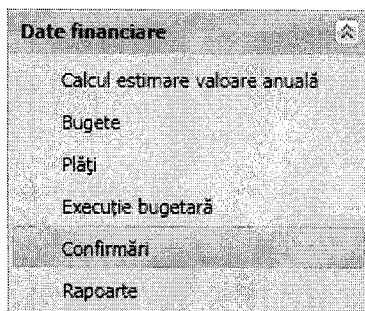 Date financiare
Calcul estimare valoare anuală
Bugete
Plăţi
Execuţie bugetară
Confirmări
Rapoarte